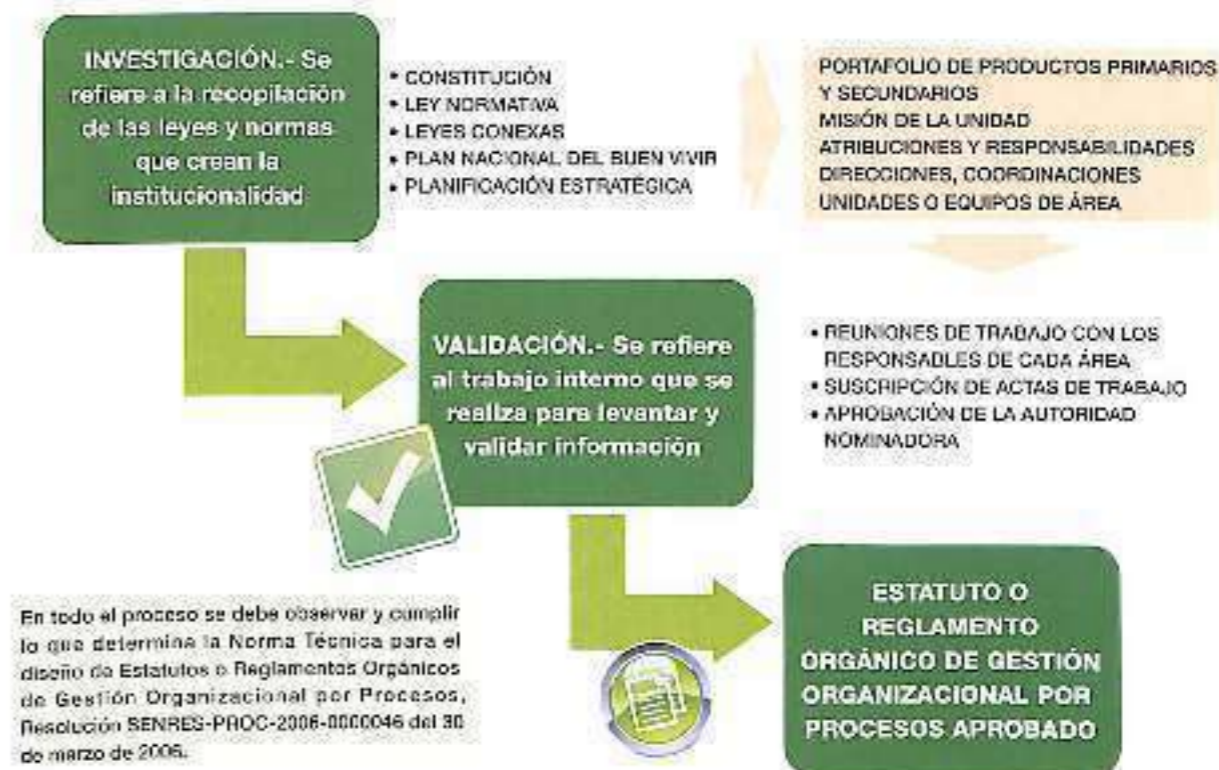 INVESTIGACIÓN.- Se
refiere a la recopilación
de las leyes y normas
que crean la
institucionalidad
• CONSTITUCIÓN
• LEY NORMATIVA
• LEYES CONEXAS
• PLAN NACIONAL DEL BUEN VIVIR
• PLANIFICACIÓN ESTRATÉGICA
PORTAFOLIO DE PRODUCTOS PRIMARIOS
Y SECUNDARIOS
MISIÓN DE LA UNIDAD
ATRIBUCIONES Y RESPONSABILIDADES
DIRECCIONES, COORDINACIONES
UNIDADES O EQUIPOS DE ÁREA
VALIDACIÓN.- Se refiere
al trabajo interno que se
realiza para levantar y
validar información
• REUNIONES DE TRABAJO CON LOS
RESPONSABLES DE CADA ÁREA
• SUSCRIPCIÓN DE ACTAS DE TRABAJO
• APROBACIÓN DE LA AUTORIDAD
NOMINADORA
ESTATUTO O
REGLAMENTO
ORGÁNICO DE GESTIÓN
ORGANIZACIONAL POR
PROCESOS APROBADO
En todo el proceso se debe observar y cumplir
lo que determina la Norma Técnica para el
diseño de Estatutos o Reglamentos Orgánicos
de Gestión Organizacional por Procesos,
Resolución SENRES-PROC-2006-0000046 del 30
de marzo de 2006.